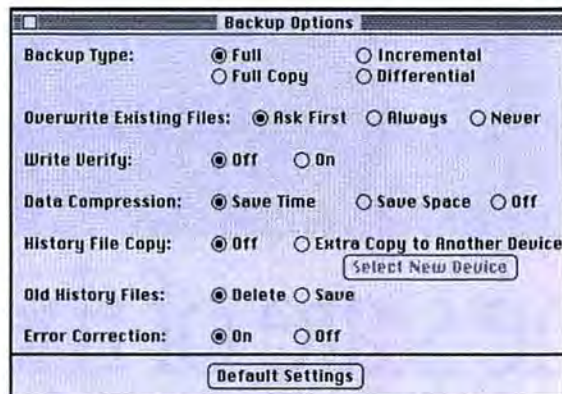 Backup Options
Backup Type: Full Incremental
Full Copy Differential
Overwrite Existing Files: Ask First Always Never
Write Verify: Off On
Data Compression: Save Time Save Space Off
History File Copy: Off Extra Copy to Another Device
Select New Device
Old History Files: Delete Save
Error Correction: On Off
Default Settings